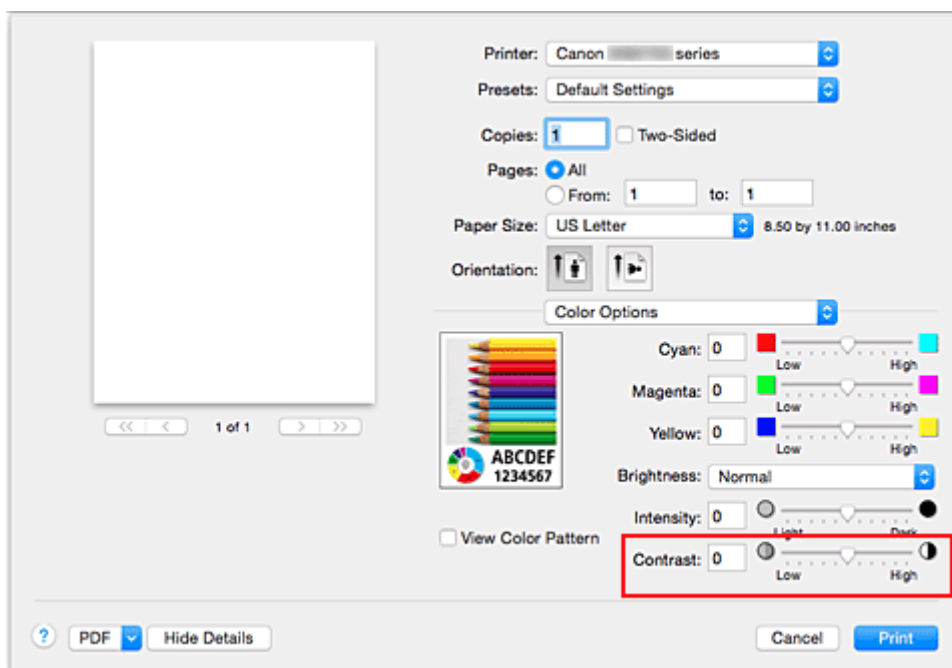 Printer: Canon series
Presets: Default Settings
Copies: 1 Two-Sided
Pages: All
From: 1 to: 1
Paper Size: US Letter 8.50 by 11.00 inches
Orientation:
Color Options
Cyan: 0
Low High
Magenta: 0
Low High
Yellow: 0
Low High
ABCDEF
1234567
Brightness: Normal
Intensity: 0
Light Dark
View Color Pattern
Contrast: 0
Low High
<< < 1 of 1 > >>
? PDF Hide Details Cancel Print